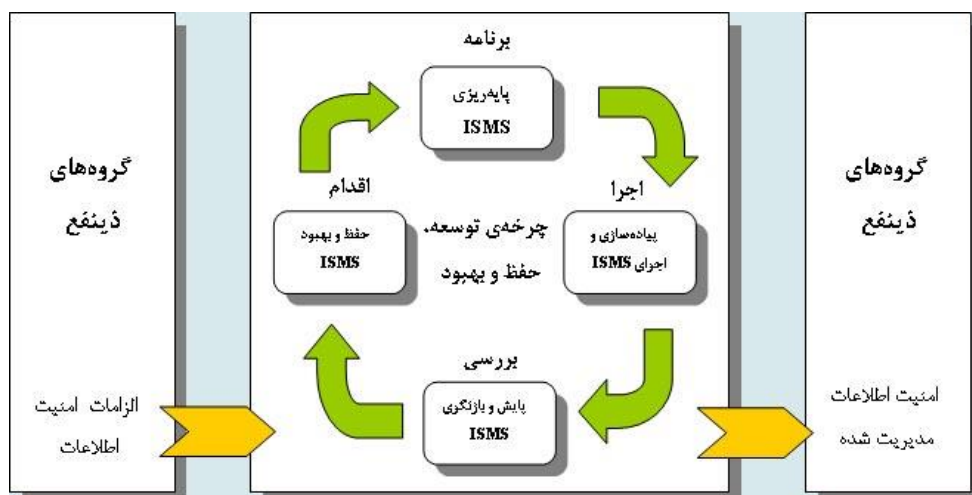 برنامه
پایه‌ریزی
ISMS
گروه‌های
ذینفع
اجرا
پیاده‌سازی و
اجرای ISMS
چرخه‌ی توسعه،
حفظ و بهبود
اقدام
حفظ و بهبود
ISMS
گروه‌های
ذینفع
بررسی
پایش و بازنگری
ISMS
امنیت اطلاعات
مدیریت شده
الزامات امنیت
اطلاعات